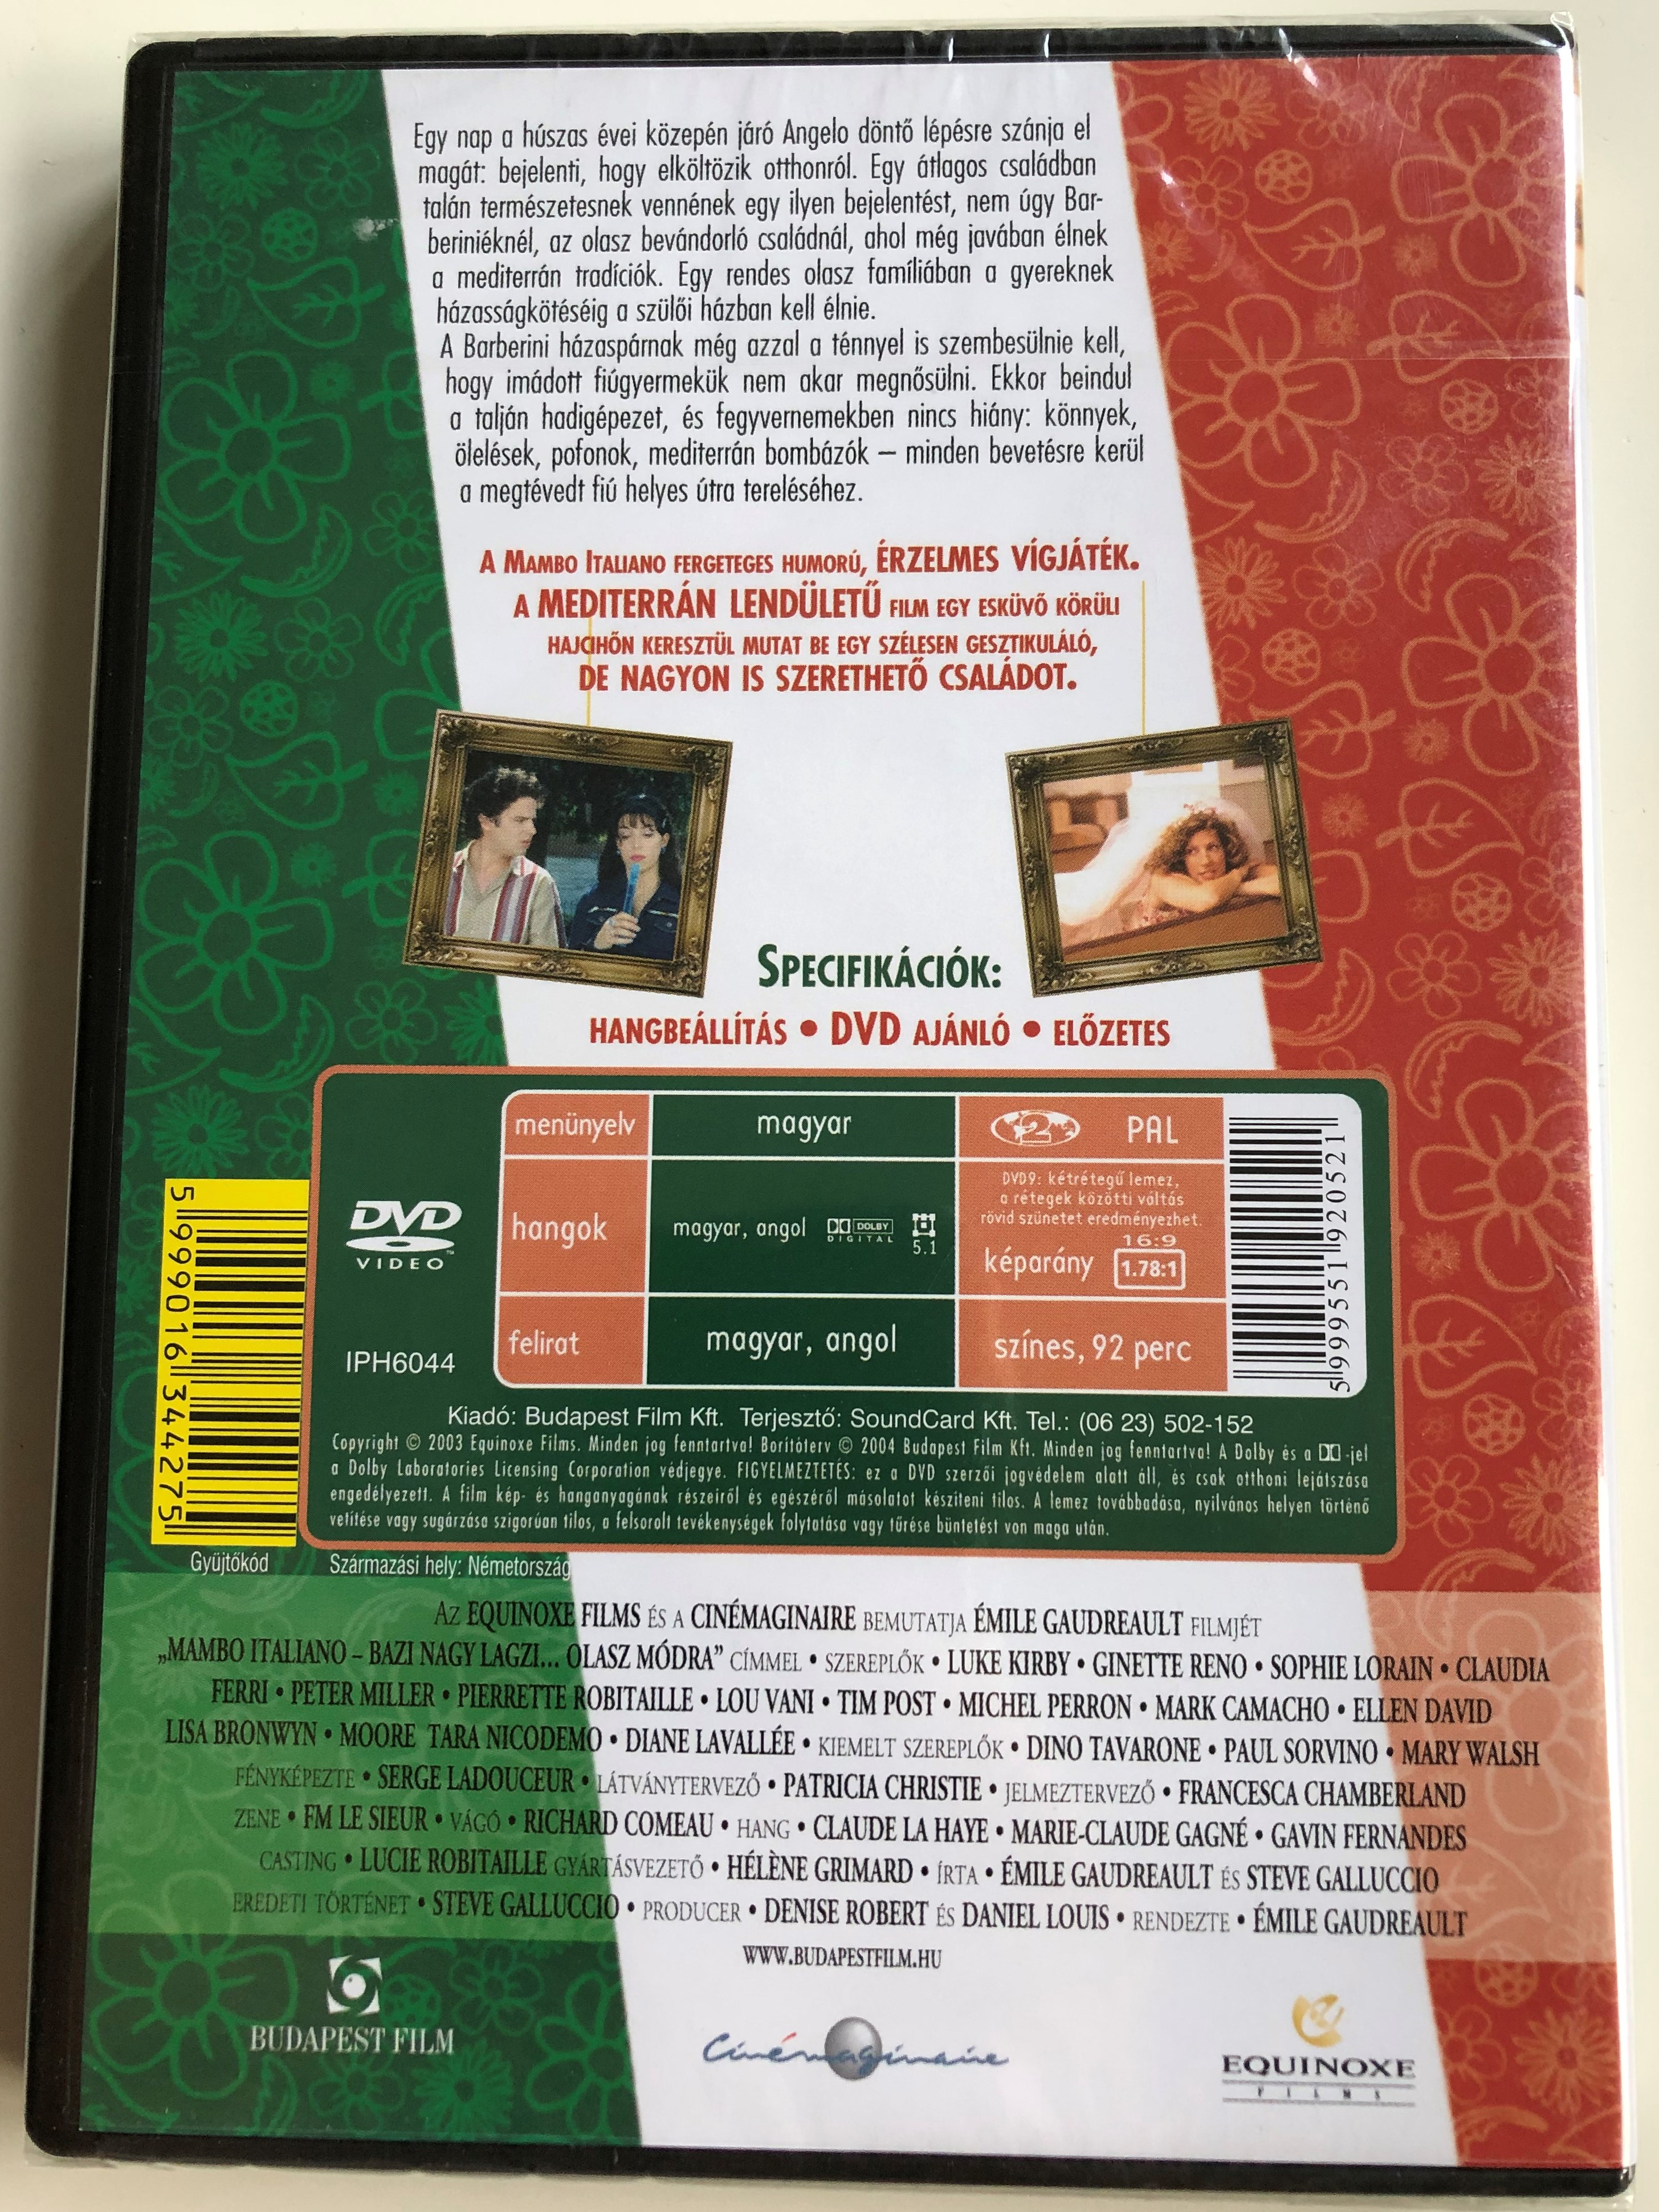 Egy nap a húszas évei közepén járó Angelo döntő lépésre szánja el
magát: bejelenti, hogy elköltözik otthonról. Egy átlagos családban
talán természetesnek vennének egy ilyen bejelentést, nem úgy Bar-
beriniéknél, az olasz bevándorló családnál, ahol még javában élnek
a mediterrán tradíciók. Egy rendes olasz famíliában a gyereknek
házasságkötéséig a szülői házban kell élnie.
A Barberini házaspárnak még azzal a ténnyel is szembesülnie kell,
hogy imádott fiúgyermekük nem akar megnősülni. Ekkor beindul
a talján hadigépezet, és fegyvernemekben nincs hiány: könnyek,
ölelések, pofonok, mediterrán bombázók – minden bevetésre kerül
a megtévedt fiú helyes útra tereléséhez.
A MAMBO ITALIANO FERGETEGES HUMORÚ, ÉRZELMES VÍGJÁTÉK.
A MEDITERRÁN LENDÜLETŰ FILM EGY ESKÜVŐ KÖRÜLI
HAJCIHŐN KERESZTÜL MUTAT BE EGY SZÉLESEN GESZTIKULÁLÓ,
DE NAGYON IS SZERETHETŐ CSALÁDOT.
SPECIFIKÁCIÓK:
HANGBEÁLLÍTÁS • DVD AJÁNLÓ • ELŐZETES
DVD
VIDEO
IPH6044
menünyelv magyar
hangok magyar, angol DOLBY DIGITAL 5.1
felirat magyar, angol
2 PAL
DVD9: kétrétegű lemez,
a rétegek közötti váltás
rövid szünetet eredményezhet.
16:9
képarány 1.78:1
színes, 92 perc
5 999551 920521
5 999016 344275
Gyüjtőkód
Kiadó: Budapest Film Kft. Terjesztő: SoundCard Kft. Tel.: (06 23) 502-152
Copyright © 2003 Equinoxe Films. Minden jog fenntartva! Borítóterv © 2004 Budapest Film Kft. Minden jog fenntartva! A Dolby és a -jel
a Dolby Laboratories Licensing Corporation védjegye. FIGYELMEZTETÉS: ez a DVD szerzői jogvédelem alatt áll, és csak otthoni lejátszása
engedélyezett. A film kép- és hanganyagának részeiről és egészéről másolatot készíteni tilos. A lemez továbbadása, nyilvános helyen történő
vetítése vagy sugárzása szigorúan tilos, a felsorolt tevékenységek folytatása vagy tűrése büntetést von maga után.
Származási hely: Németország
AZ EQUINOXE FILMS ÉS A CINÉMAGINAIRE BEMUTATJA ÉMILE GAUDREAULT FILMJÉT
„MAMBO ITALIANO – BAZI NAGY LAGZI... OLASZ MÓDRA” CÍMMEL • SZEREPLŐK • LUKE KIRBY • GINETTE RENO • SOPHIE LORAIN • CLAUDIA
FERRI • PETER MILLER • PIERRETTE ROBITAILLE • LOU VANI • TIM POST • MICHEL PERRON • MARK CAMACHO • ELLEN DAVID
LISA BRONWYN • MOORE TARA NICODEMO • DIANE LAVALLÉE • KIEMELT SZEREPLŐK • DINO TAVARONE • PAUL SORVINO • MARY WALSH
FÉNYKÉPEZTE • SERGE LADOUCEUR • LÁTVÁNYTERVEZŐ • PATRICIA CHRISTIE • JELMEZTERVEZŐ • FRANCESCA CHAMBERLAND
ZENE • FM LE SIEUR • VÁGÓ • RICHARD COMEAU • HANG • CLAUDE LA HAYE • MARIE-CLAUDE GAGNÉ • GAVIN FERNANDES
CASTING • LUCIE ROBITAILLE GYÁRTÁSVEZETŐ • HÉLÈNE GRIMARD • ÍRTA • ÉMILE GAUDREAULT ÉS STEVE GALLUCCIO
EREDETI TÖRTÉNET • STEVE GALLUCCIO • PRODUCER • DENISE ROBERT ÉS DANIEL LOUIS • RENDEZTE • ÉMILE GAUDREAULT
WWW.BUDAPESTFILM.HU
BUDAPEST FILM
Cinémaginaire
EQUINOXE
FILMS